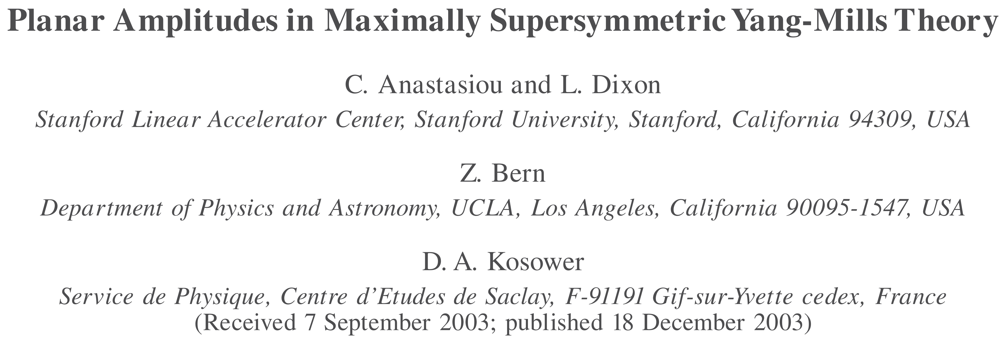 Planar Amplitudes in Maximally Supersymmetric Yang-Mills Theory
C. Anastasiou and L. Dixon
Stanford Linear Accelerator Center, Stanford University, Stanford, California 94309, USA
Z. Bern
Department of Physics and Astronomy, UCLA, Los Angeles, California 90095-1547, USA
D. A. Kosower
Service de Physique, Centre d’Etudes de Saclay, F-91191 Gif-sur-Yvette cedex, France
(Received 7 September 2003; published 18 December 2003)